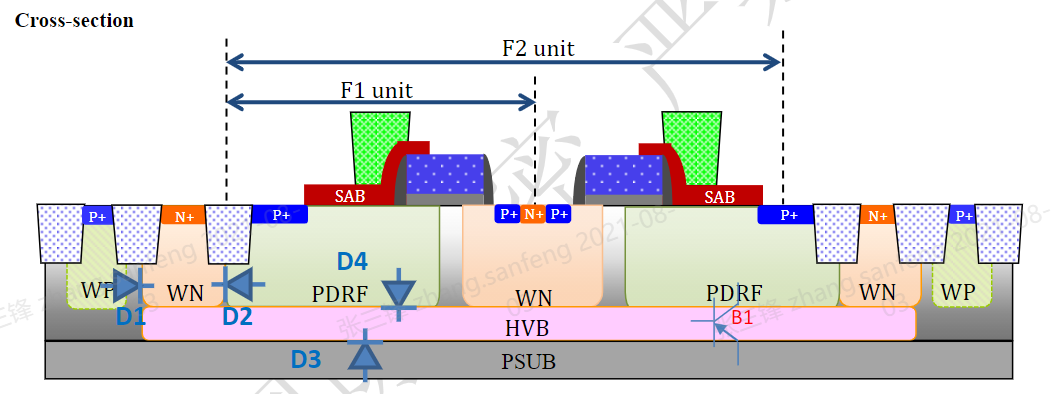 Cross-section
F2 unit
F1 unit
SAB
SAB
P+
N+
P+
P+
N+
P+
P+
N+
P+
D4
WP
WN
PDRF
WN
PDRF
WN
WP
D1
D2
B1
HVB
D3
PSUB
张三锋 zhang.sanfeng 2021-08-03